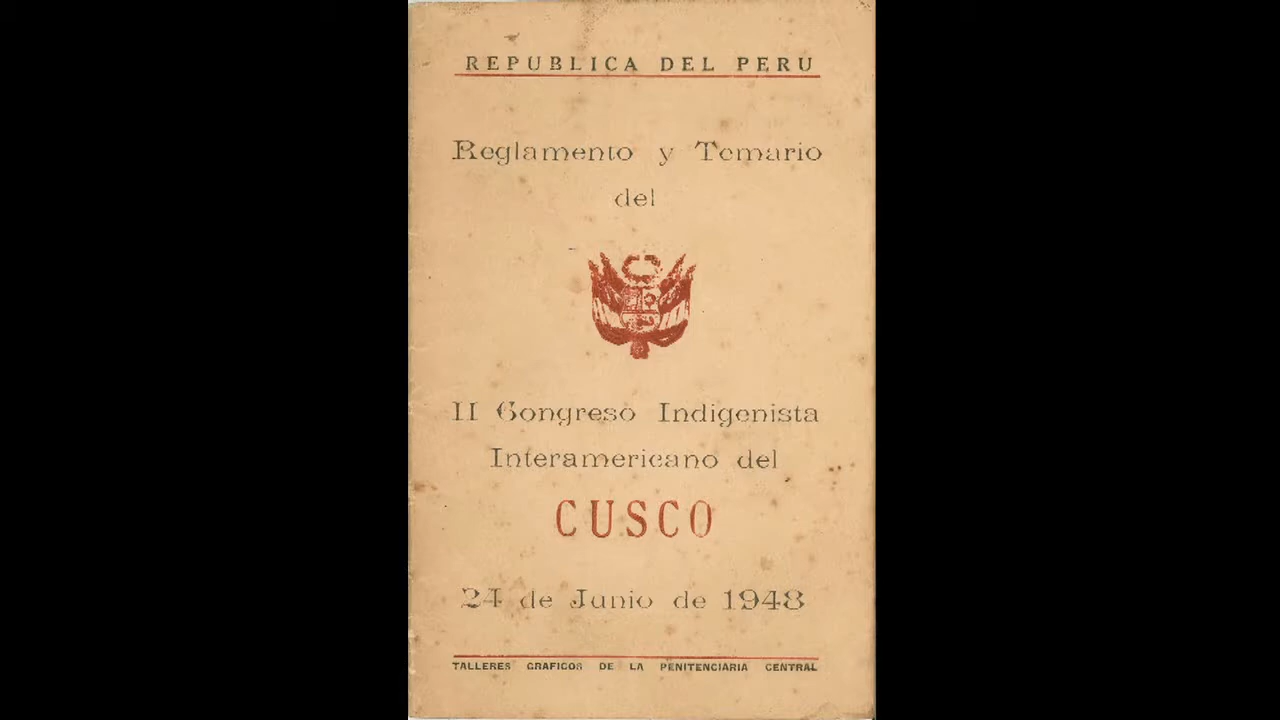 REPUBLICA DEL PERU
Reglamento y Temario
del
II Congreso Indigenista
Interamericano del
CUSCO
24 de Junio de 1948
TALLERES GRAFICOS DE LA PENITENCIARIA CENTRAL